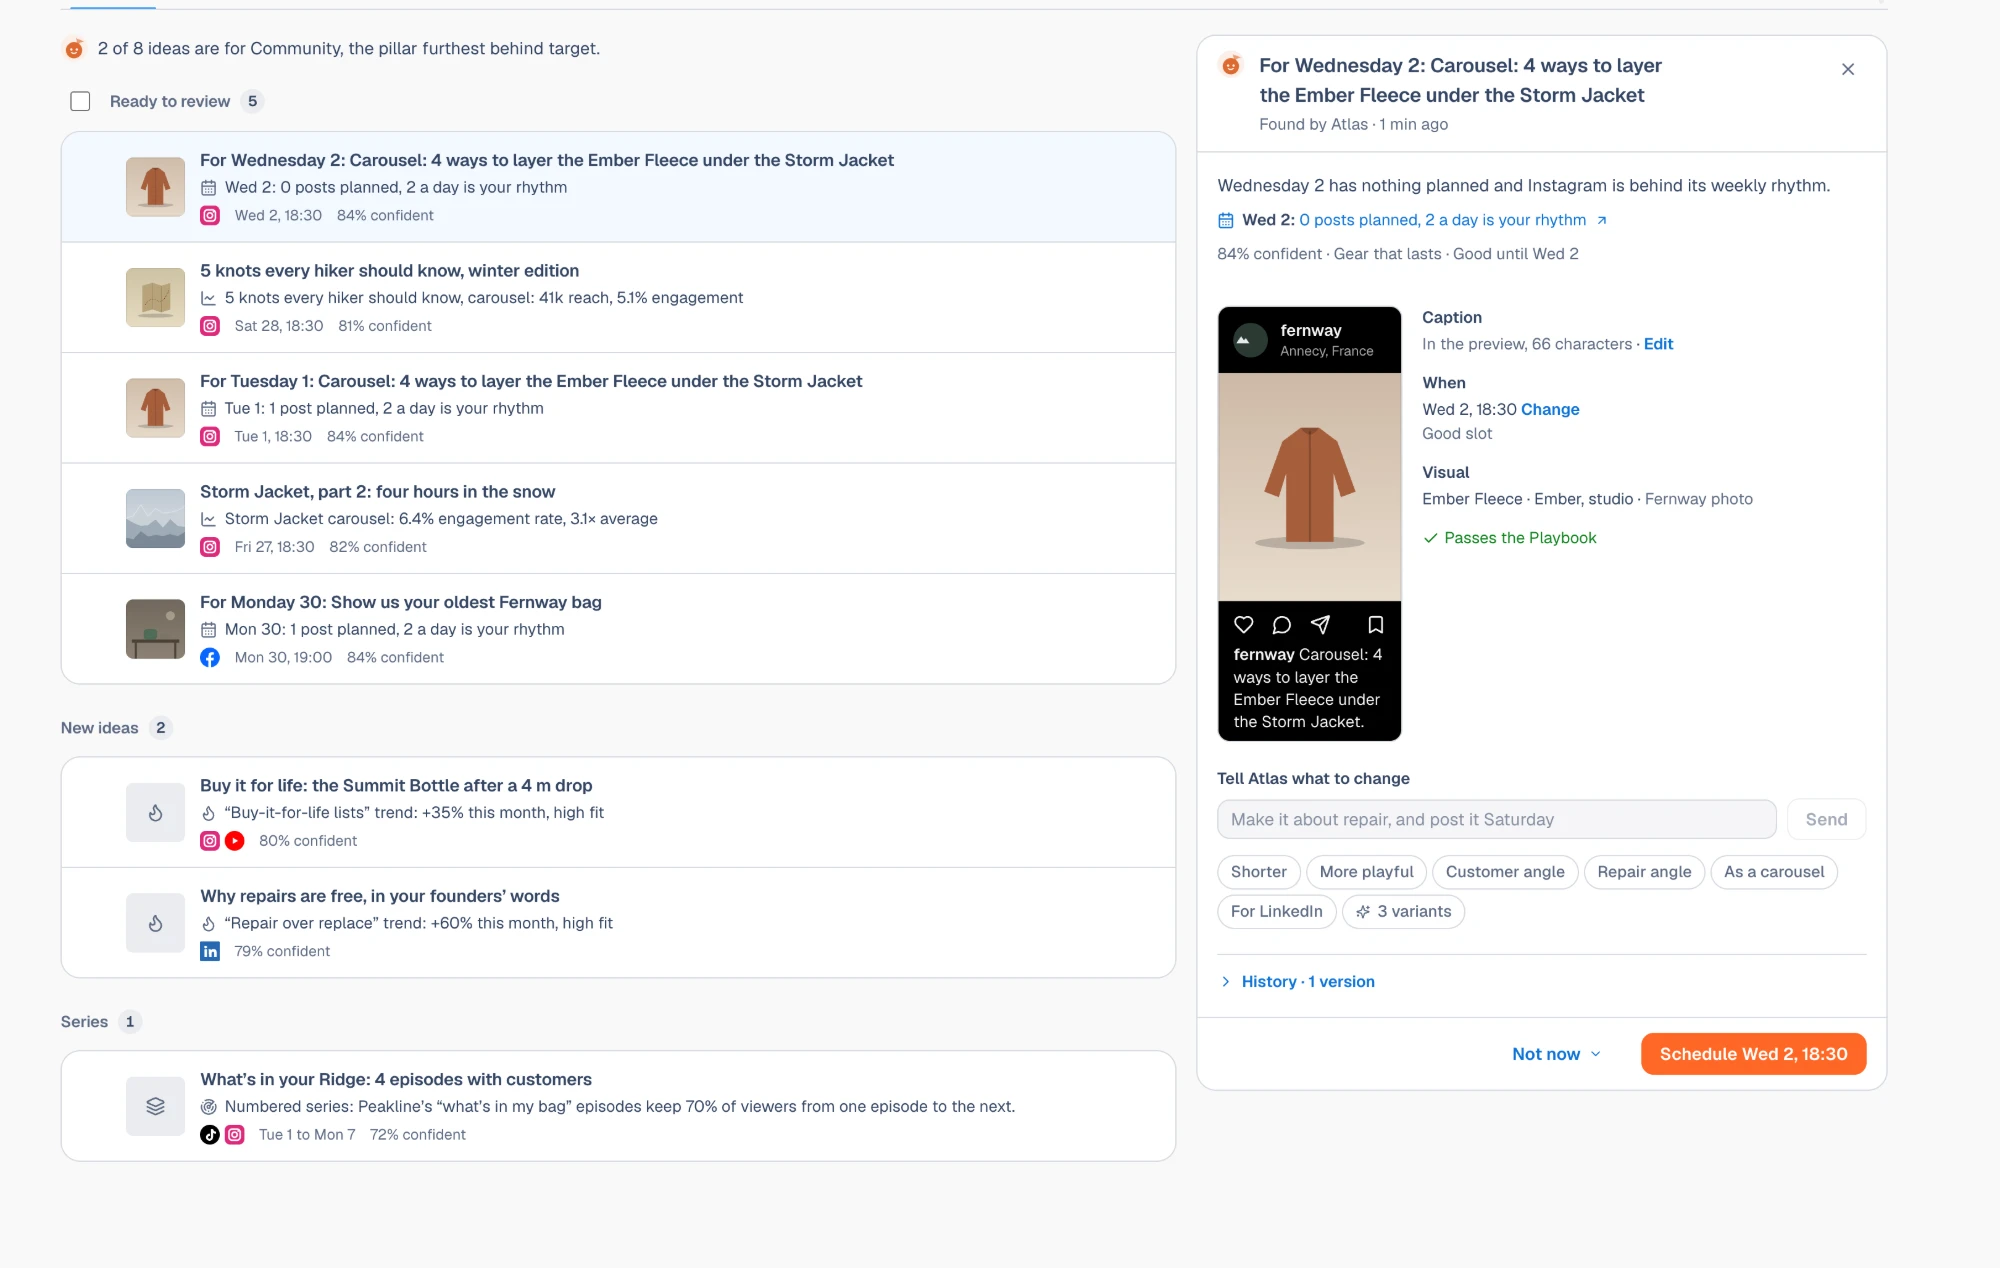 2 of 8 ideas are for Community, the pillar furthest behind target.
Ready to review 5
For Wednesday 2: Carousel: 4 ways to layer the Ember Fleece under the Storm Jacket
Wed 2: 0 posts planned, 2 a day is your rhythm
Wed 2, 18:30 84% confident
5 knots every hiker should know, winter edition
5 knots every hiker should know, carousel: 41k reach, 5.1% engagement
Sat 28, 18:30 81% confident
For Tuesday 1: Carousel: 4 ways to layer the Ember Fleece under the Storm Jacket
Tue 1: 1 post planned, 2 a day is your rhythm
Tue 1, 18:30 84% confident
Storm Jacket, part 2: four hours in the snow
Storm Jacket carousel: 6.4% engagement rate, 3.1× average
Fri 27, 18:30 82% confident
For Monday 30: Show us your oldest Fernway bag
Mon 30: 1 post planned, 2 a day is your rhythm
Mon 30, 19:00 84% confident
New ideas 2
Buy it for life: the Summit Bottle after a 4 m drop
“Buy-it-for-life lists” trend: +35% this month, high fit
80% confident
Why repairs are free, in your founders’ words
“Repair over replace” trend: +60% this month, high fit
in 79% confident
Series 1
What’s in your Ridge: 4 episodes with customers
Numbered series: Peakline’s “what’s in my bag” episodes keep 70% of viewers from one episode to the next.
Tue 1 to Mon 7 72% confident
For Wednesday 2: Carousel: 4 ways to layer
the Ember Fleece under the Storm Jacket
Found by Atlas · 1 min ago
Wednesday 2 has nothing planned and Instagram is behind its weekly rhythm.
Wed 2: 0 posts planned, 2 a day is your rhythm
84% confident · Gear that lasts · Good until Wed 2
fernway
Annecy, France
fernway Carousel: 4
ways to layer the
Ember Fleece under
the Storm Jacket.
Caption
In the preview, 66 characters · Edit
When
Wed 2, 18:30 Change
Good slot
Visual
Ember Fleece · Ember, studio · Fernway photo
Passes the Playbook
Tell Atlas what to change
Make it about repair, and post it Saturday
Send
Shorter More playful Customer angle Repair angle As a carousel
For LinkedIn 3 variants
History · 1 version
Not now Schedule Wed 2, 18:30